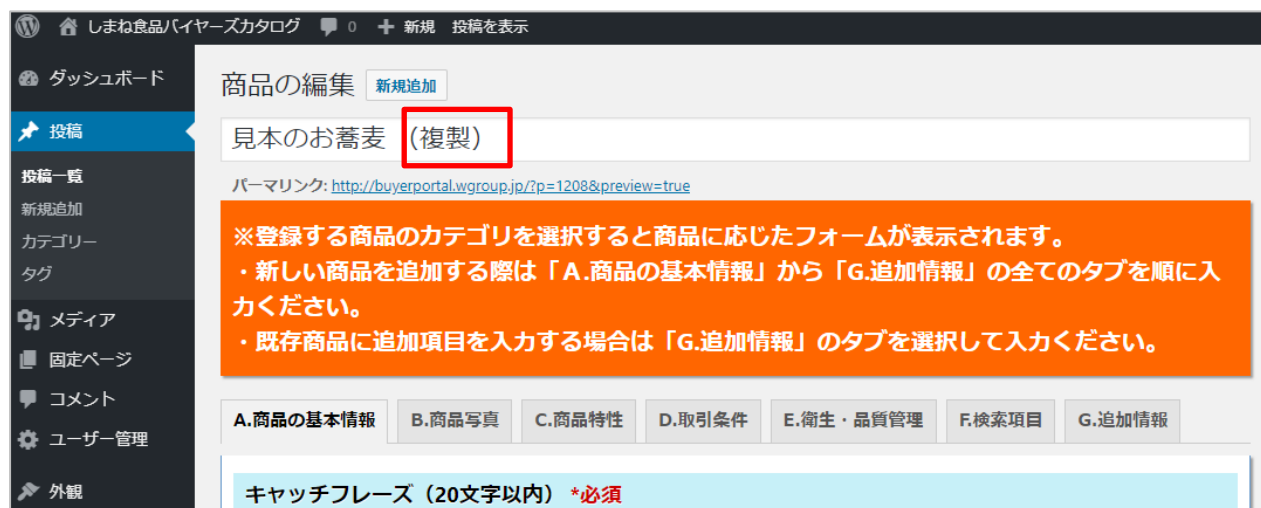 しまね食品バイヤーズカタログ 0 新規 投稿を表示
ダッシュボード
投稿
投稿一覧
新規追加
カテゴリー
タグ
メディア
固定ページ
コメント
ユーザー管理
外観
商品の編集 新規追加
見本のお蕎麦 （複製）
パーマリンク: http://buyerportal.wgroup.jp/?p=1208&preview=true
※登録する商品のカテゴリを選択すると商品に応じたフォームが表示されます。
・新しい商品を追加する際は「A.商品の基本情報」から「G.追加情報」の全てのタブを順に入
力ください。
・既存商品に追加項目を入力する場合は「G.追加情報」のタブを選択して入力ください。
A.商品の基本情報 B.商品写真 C.商品特性 D.取引条件 E.衛生・品質管理 F.検索項目 G.追加情報
キャッチフレーズ（20文字以内）*必須